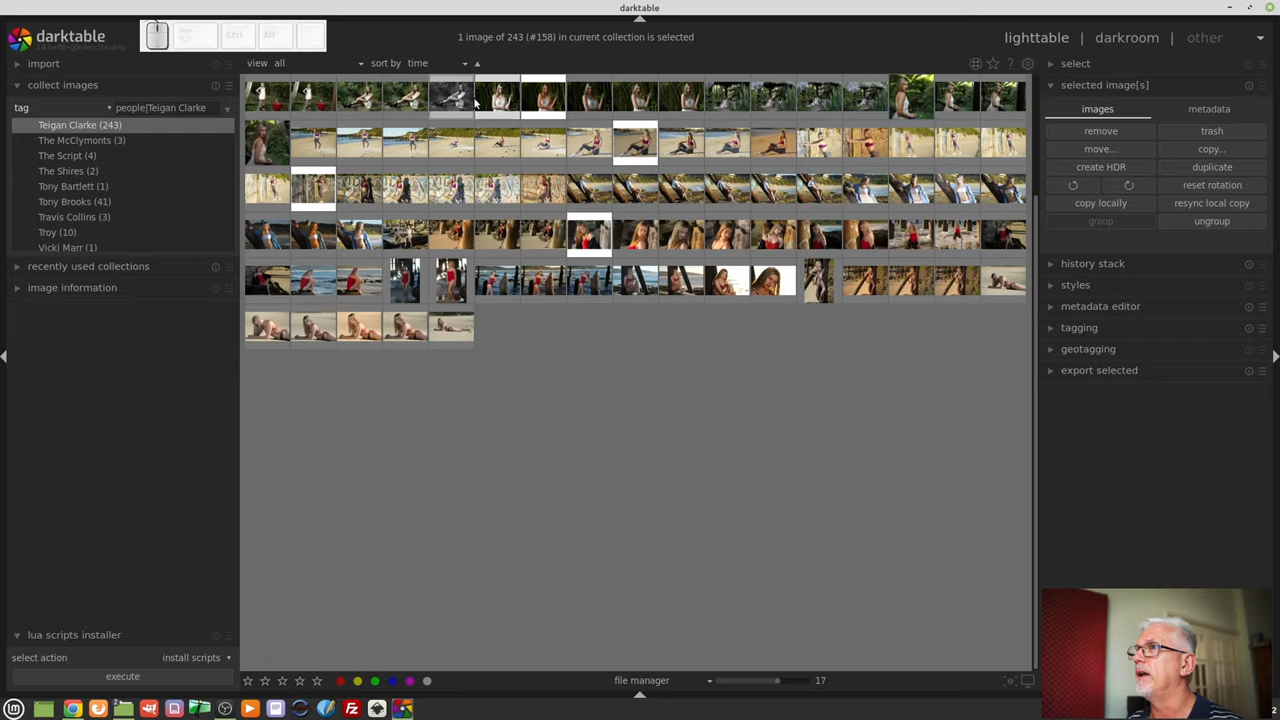 darktable
darktable
Ctrl
Alt
1 image of 243 (#158) in current collection is selected
lighttable | darkroom | other
import
view all
sort by time
select
collect images
selected image[s]
tag
people|Teigan Clarke
images
metadata
Teigan Clarke (243)
The McClymonts (3)
The Script (4)
The Shires (2)
Tony Bartlett (1)
Tony Brooks (41)
Travis Collins (3)
Troy (10)
Vicki Marr (1)
remove
trash
move...
copy...
create HDR
duplicate
reset rotation
copy locally
resync local copy
group
ungroup
recently used collections
image information
history stack
styles
metadata editor
tagging
geotagging
export selected
lua scripts installer
select action
install scripts
execute
file manager
17